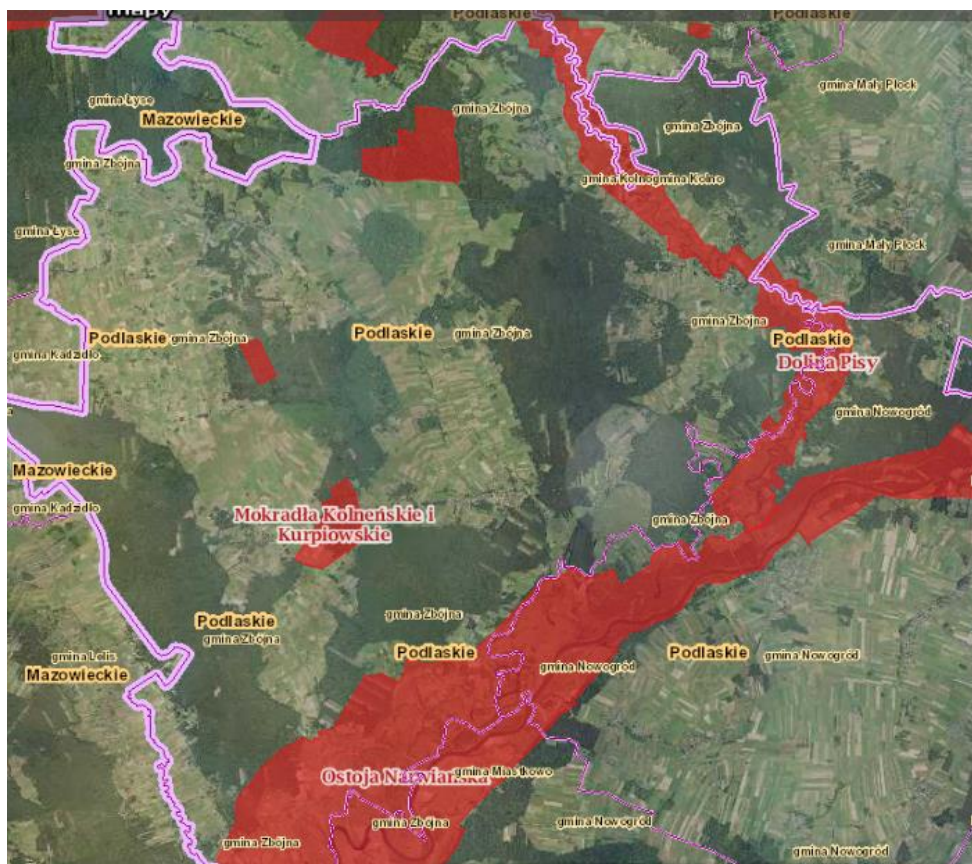 mapy
Podlaskie
Podlaskie
gmina Łyse
Mazowieckie
gmina Zbójna
gmina Mały Płock
gmina Zbójna
gmina Zbójna
gmina Kolno
gmina Kolno
gmina Łyse
gmina Mały Płock
gmina Zbójna
Podlaskie
gmina Zbójna
Podlaskie
gmina Zbójna
Podlaskie
gmina Kadzidło
Dolina Pisy
gmina Nowogród
Mazowieckie
gmina Kadzidło
Mokradła Kolneńskie i
Kurpiowskie
gmina Zbójna
gmina Zbójna
Podlaskie
gmina Zbójna
gmina Lelis
Mazowieckie
Podlaskie
gmina Nowogród
Podlaskie
gmina Nowogród
Ostoja Narwiańska
gmina Miastkowo
gmina Zbójna
gmina Nowogród
gmina Zbójna
gmina Nowogród